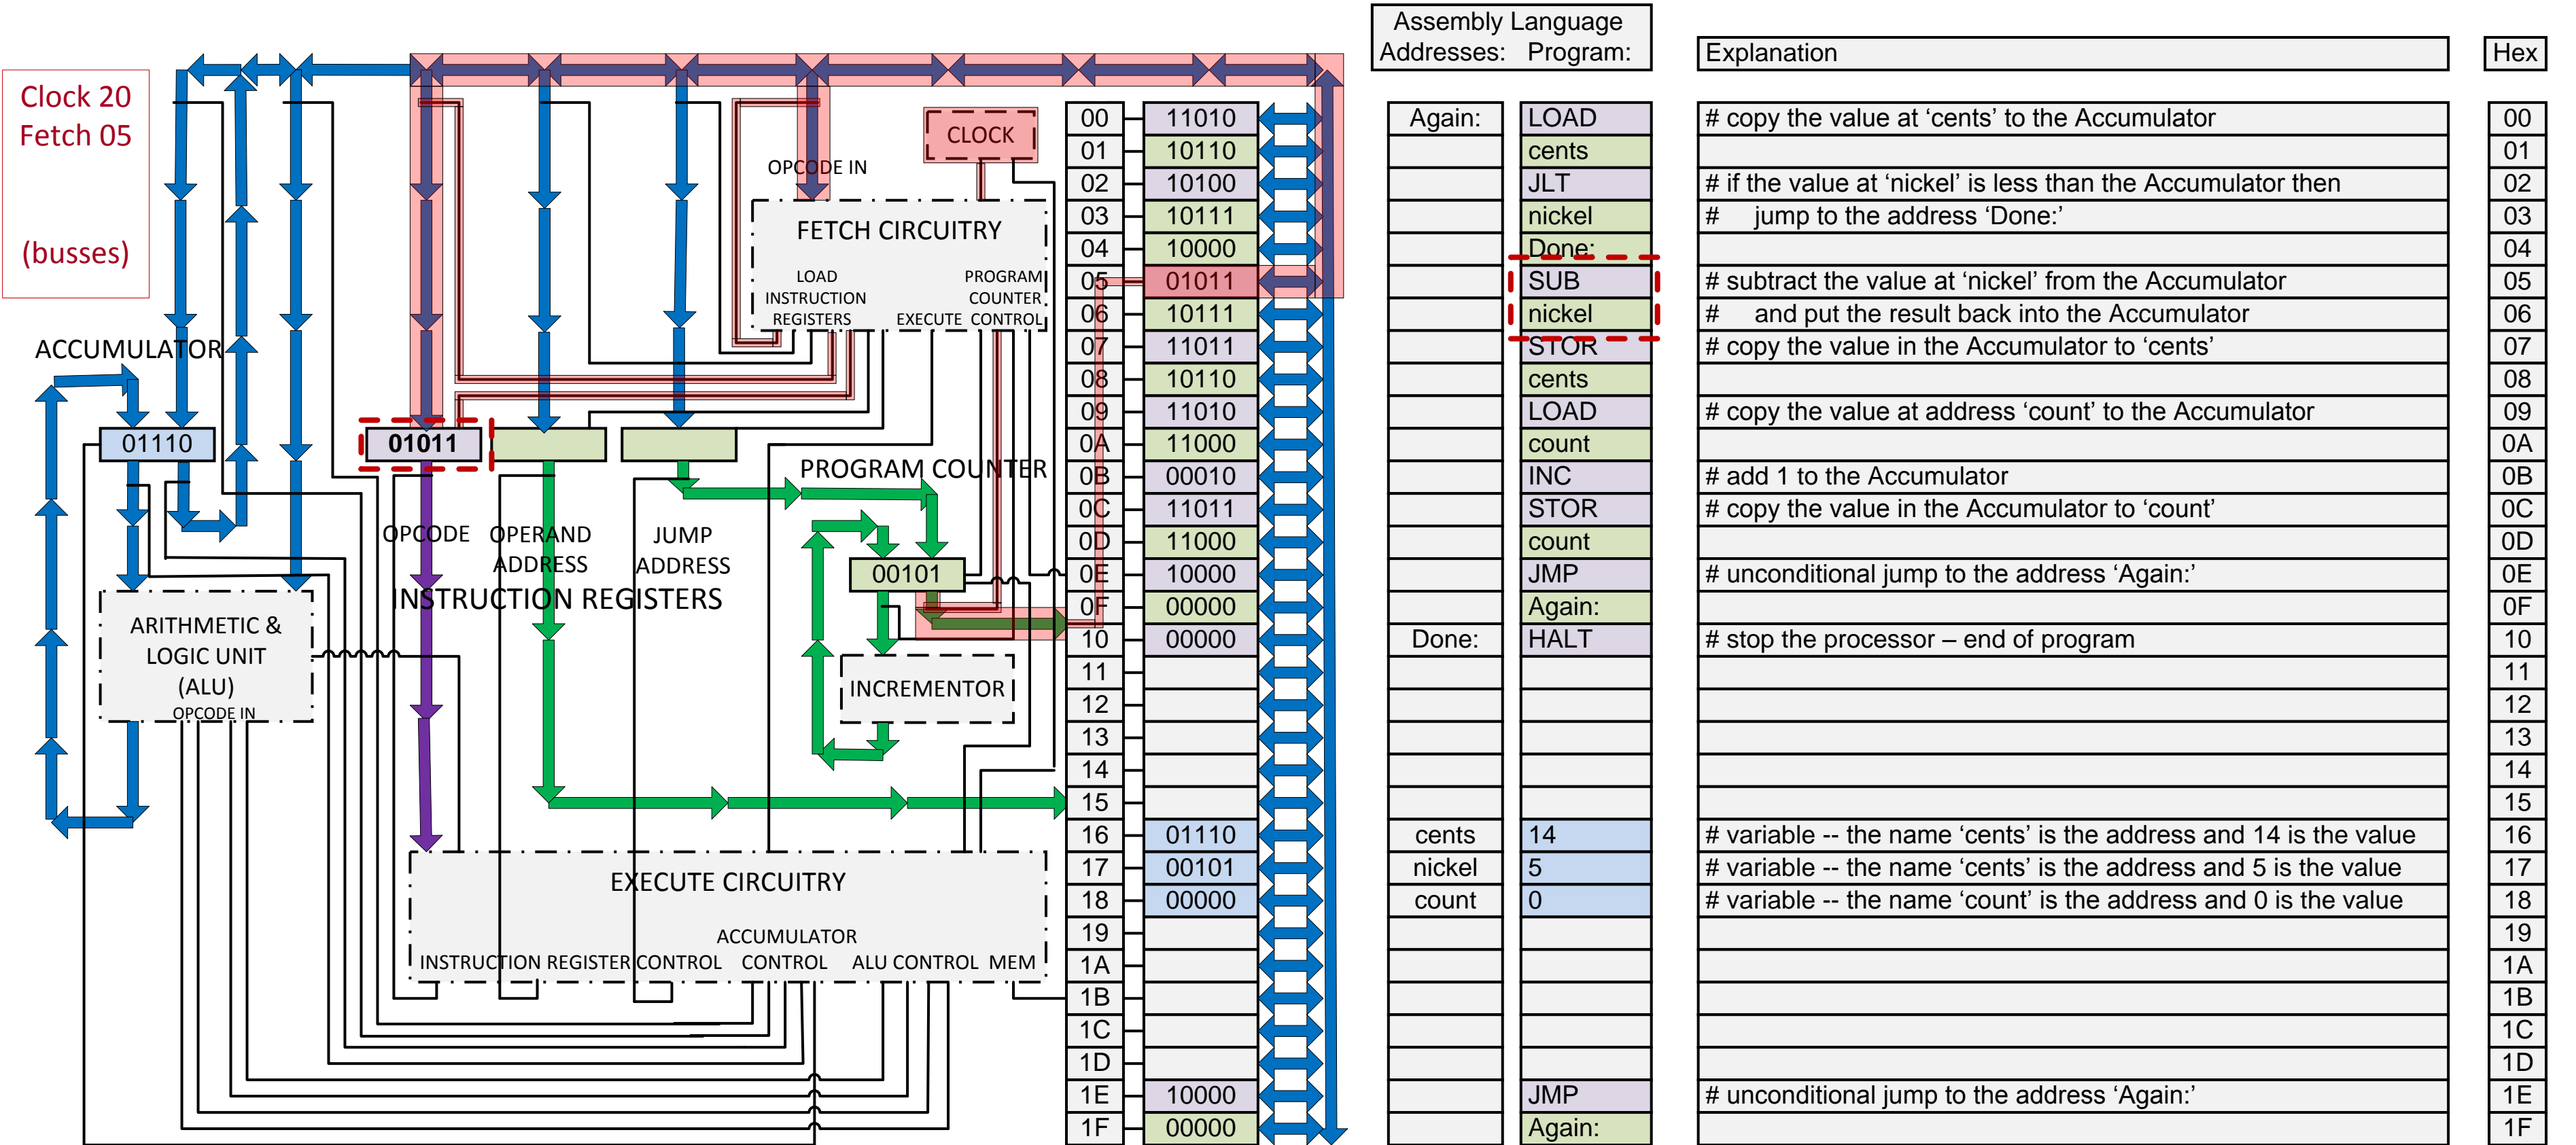 Assembly Language
Addresses: Program:
Explanation
Hex
Clock 20
Fetch 05
(busses)
CLOCK
OPCODE IN
FETCH CIRCUITRY
LOAD
INSTRUCTION
REGISTERS
EXECUTE
PROGRAM
COUNTER
CONTROL
ACCUMULATOR
01110
01011
PROGRAM COUNTER
OPCODE
OPERAND
ADDRESS
JUMP
ADDRESS
INSTRUCTION REGISTERS
00101
INCREMENTOR
ARITHMETIC &
LOGIC UNIT
(ALU)
OPCODE IN
EXECUTE CIRCUITRY
INSTRUCTION REGISTER CONTROL
ACCUMULATOR
CONTROL
ALU CONTROL
MEM
00 11010 Again: LOAD # copy the value at ‘cents’ to the Accumulator 00
01 10110 cents 01
02 10100 JLT # if the value at ‘nickel’ is less than the Accumulator then 02
03 10111 nickel # jump to the address ‘Done:’ 03
04 10000 Done: 04
05 01011 SUB # subtract the value at ‘nickel’ from the Accumulator 05
06 10111 nickel # and put the result back into the Accumulator 06
07 11011 STOR # copy the value in the Accumulator to ‘cents’ 07
08 10110 cents 08
09 11010 LOAD # copy the value at address ‘count’ to the Accumulator 09
0A 11000 count 0A
0B 00010 INC # add 1 to the Accumulator 0B
0C 11011 STOR # copy the value in the Accumulator to ‘count’ 0C
0D 11000 count 0D
0E 10000 JMP # unconditional jump to the address ‘Again:’ 0E
0F 00000 Again: 0F
10 00000 Done: HALT # stop the processor – end of program 10
11 11
12 12
13 13
14 14
15 15
16 01110 cents 14 # variable -- the name ‘cents’ is the address and 14 is the value 16
17 00101 nickel 5 # variable -- the name ‘cents’ is the address and 5 is the value 17
18 00000 count 0 # variable -- the name ‘count’ is the address and 0 is the value 18
19 19
1A 1A
1B 1B
1C 1C
1D 1D
1E 10000 JMP # unconditional jump to the address ‘Again:’ 1E
1F 00000 Again: 1F